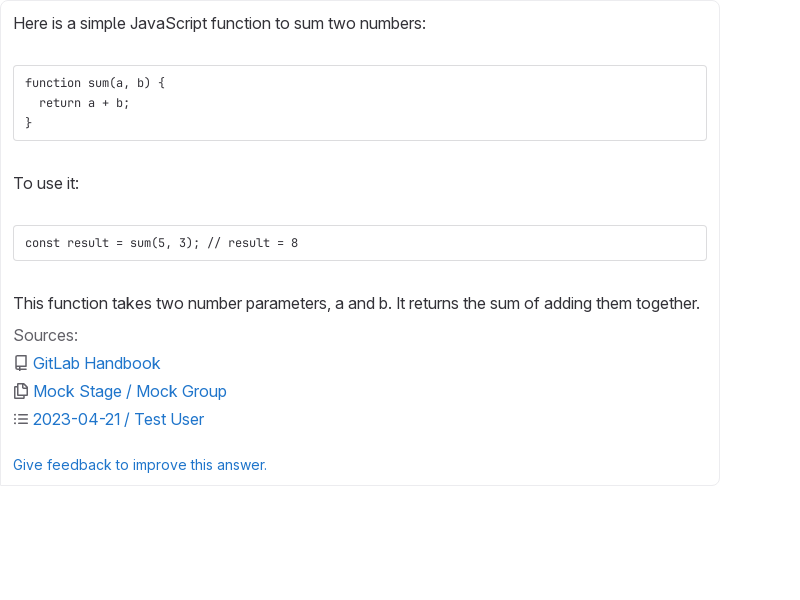 Here is a simple JavaScript function to sum two numbers:
function sum(a, b) {
  return a + b;
}
To use it:
const result = sum(5, 3); // result = 8
This function takes two number parameters, a and b. It returns the sum of adding them together.
Sources:
GitLab Handbook
Mock Stage / Mock Group
2023-04-21 / Test User
Give feedback to improve this answer.